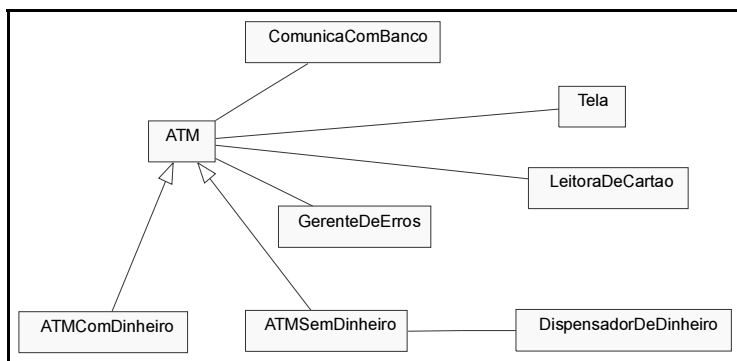 ComunicaComBanco
Tela
ATM
LeitoraDeCartao
GerenteDeErros
ATMComDinheiro
ATMSemDinheiro
DispensadorDeDinheiro